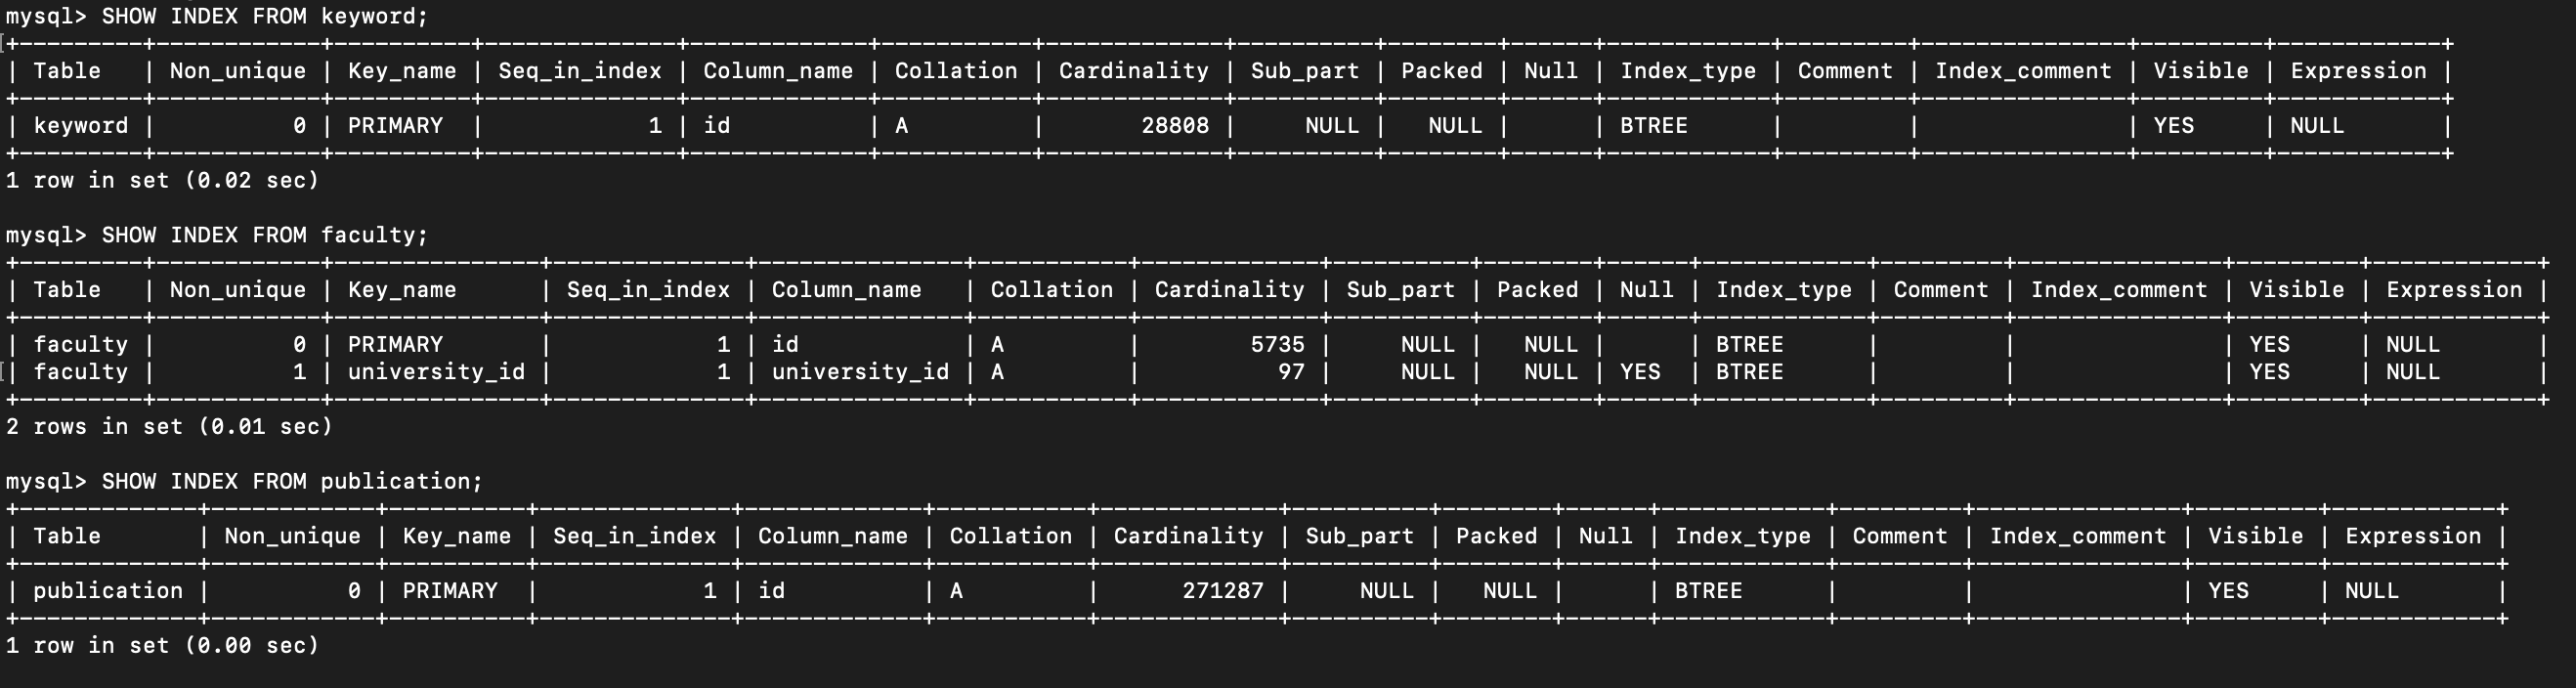 mysql> SHOW INDEX FROM keyword;
+---------+------------+----------+--------------+-------------+-----------+-------------+----------+--------+------+------------+---------+---------------+---------+------------+
| Table   | Non_unique | Key_name | Seq_in_index | Column_name | Collation | Cardinality | Sub_part | Packed | Null | Index_type | Comment | Index_comment | Visible | Expression |
+---------+------------+----------+--------------+-------------+-----------+-------------+----------+--------+------+------------+---------+---------------+---------+------------+
| keyword |          0 | PRIMARY  |            1 | id          | A         |       28808 |     NULL |   NULL |      | BTREE      |         |               | YES     | NULL       |
+---------+------------+----------+--------------+-------------+-----------+-------------+----------+--------+------+------------+---------+---------------+---------+------------+
1 row in set (0.02 sec)
mysql> SHOW INDEX FROM faculty;
+---------+------------+---------------+--------------+---------------+-----------+-------------+----------+--------+------+------------+---------+---------------+---------+------------+
| Table   | Non_unique | Key_name      | Seq_in_index | Column_name   | Collation | Cardinality | Sub_part | Packed | Null | Index_type | Comment | Index_comment | Visible | Expression |
+---------+------------+---------------+--------------+---------------+-----------+-------------+----------+--------+------+------------+---------+---------------+---------+------------+
| faculty |          0 | PRIMARY       |            1 | id            | A         |        5735 |     NULL |   NULL |      | BTREE      |         |               | YES     | NULL       |
| faculty |          1 | university_id |            1 | university_id | A         |          97 |     NULL |   NULL | YES  | BTREE      |         |               | YES     | NULL       |
+---------+------------+---------------+--------------+---------------+-----------+-------------+----------+--------+------+------------+---------+---------------+---------+------------+
2 rows in set (0.01 sec)
mysql> SHOW INDEX FROM publication;
+-------------+------------+----------+--------------+-------------+-----------+-------------+----------+--------+------+------------+---------+---------------+---------+------------+
| Table       | Non_unique | Key_name | Seq_in_index | Column_name | Collation | Cardinality | Sub_part | Packed | Null | Index_type | Comment | Index_comment | Visible | Expression |
+-------------+------------+----------+--------------+-------------+-----------+-------------+----------+--------+------+------------+---------+---------------+---------+------------+
| publication |          0 | PRIMARY  |            1 | id          | A         |      271287 |     NULL |   NULL |      | BTREE      |         |               | YES     | NULL       |
+-------------+------------+----------+--------------+-------------+-----------+-------------+----------+--------+------+------------+---------+---------------+---------+------------+
1 row in set (0.00 sec)